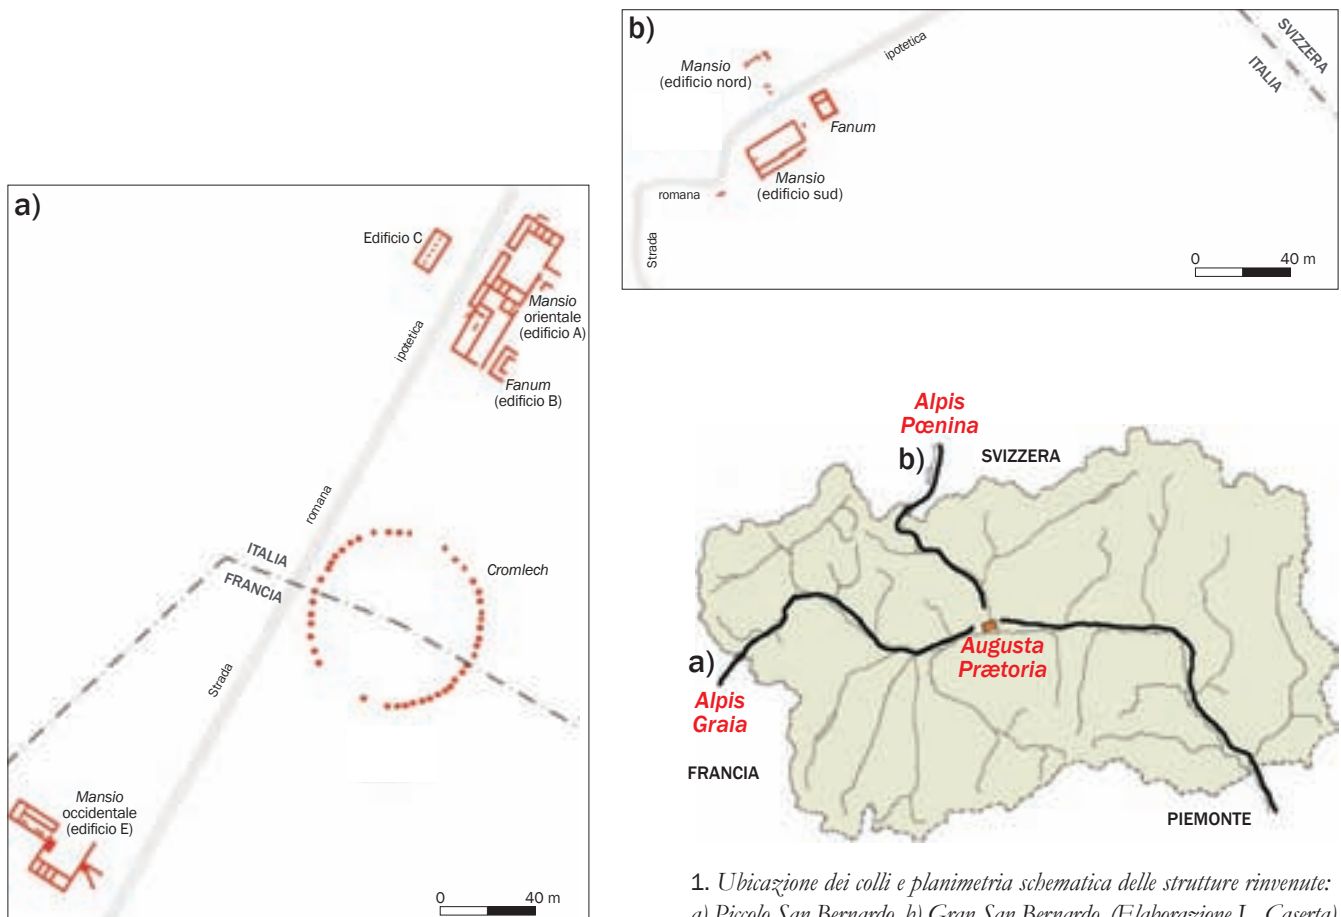 a)
Edificio C
Mansio
orientale
(edificio A)
Fanum
(edificio B)
ipotetica
romana
Strada
ITALIA
FRANCIA
Cromlech
Mansio
occidentale
(edificio E)
0 40 m
b)
Mansio
(edificio nord)
ipotetica
Fanum
Mansio
(edificio sud)
romana
Strada
SVIZZERA
ITALIA
0 40 m
Alpis
Pœnina
b)
SVIZZERA
a)
Alpis
Graia
Augusta
Prætoria
FRANCIA
PIEMONTE
1. Ubicazione dei colli e planimetria schematica delle strutture rinvenute:
a) Piccolo San Bernardo, b) Gran San Bernardo. (Elaborazione L. Caserta)